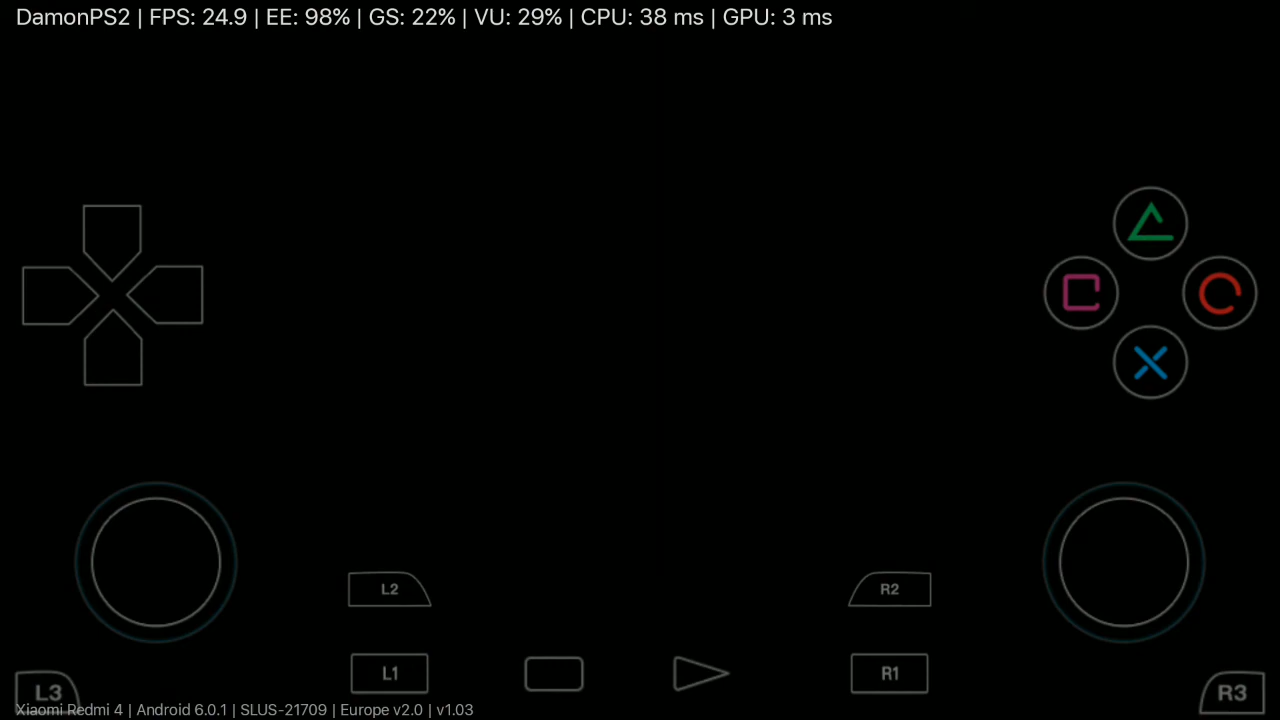 DamonPS2 | FPS: 24.9 | EE: 98% | GS: 22% | VU: 29% | CPU: 38 ms | GPU: 3 ms
L2
R2
L1
R1
L3
R3
Xiaomi Redmi 4 | Android 6.0.1 | SLUS-21709 | Europe v2.0 | v1.03